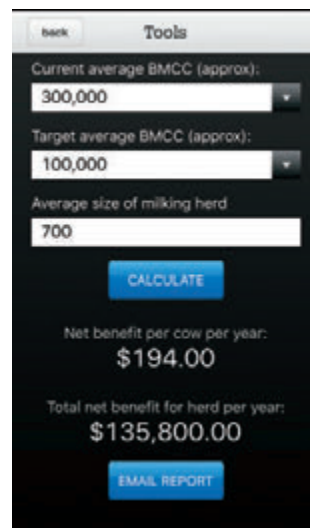 back
Tools
Current average BMCC (approx):
300,000
Target average BMCC (approx):
100,000
Average size of milking herd
700
CALCULATE
Net benefit per cow per year:
$194.00
Total net benefit for herd per year:
$135,800.00
EMAIL REPORT